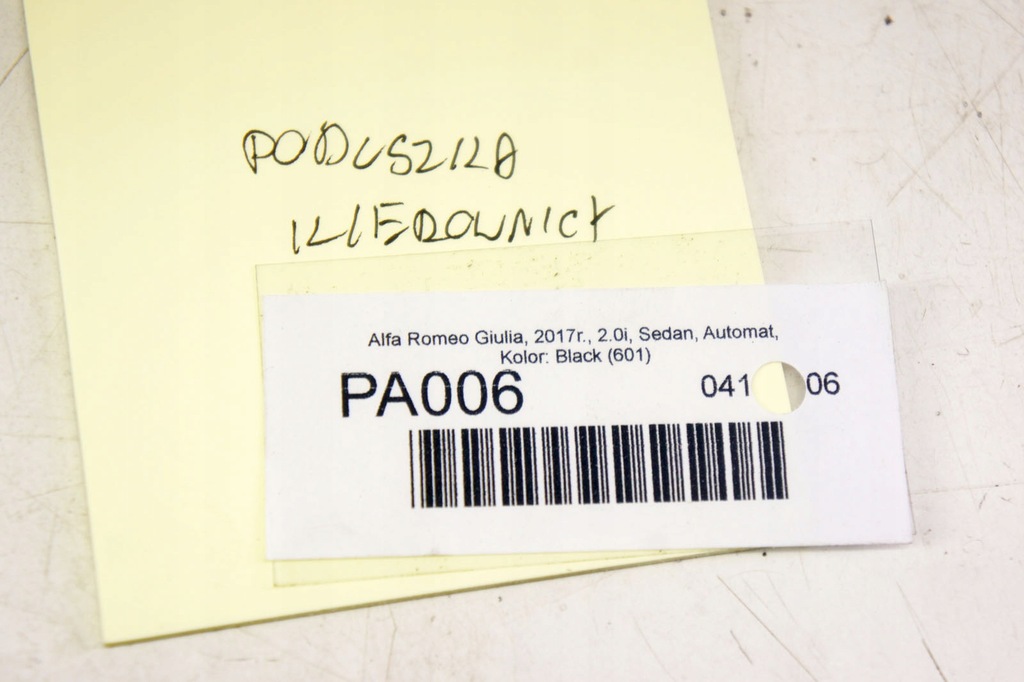 PODUSZKA
KIEROWNICY
Alfa Romeo Giulia, 2017r., 2.0i, Sedan, Automat,
Kolor: Black (601)
PA006 041 06